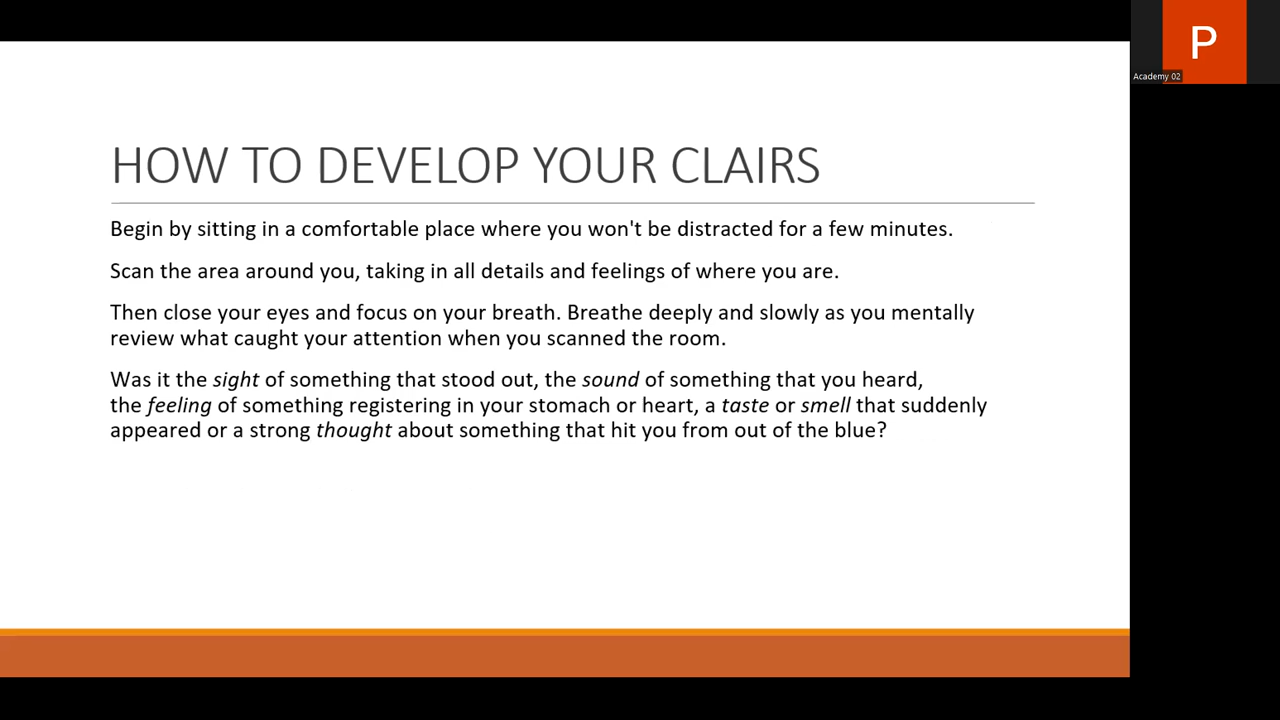 P
Academy 02
HOW TO DEVELOP YOUR CLAIRS
Begin by sitting in a comfortable place where you won't be distracted for a few minutes.
Scan the area around you, taking in all details and feelings of where you are.
Then close your eyes and focus on your breath. Breathe deeply and slowly as you mentally
review what caught your attention when you scanned the room.
Was it the sight of something that stood out, the sound of something that you heard,
the feeling of something registering in your stomach or heart, a taste or smell that suddenly
appeared or a strong thought about something that hit you from out of the blue?